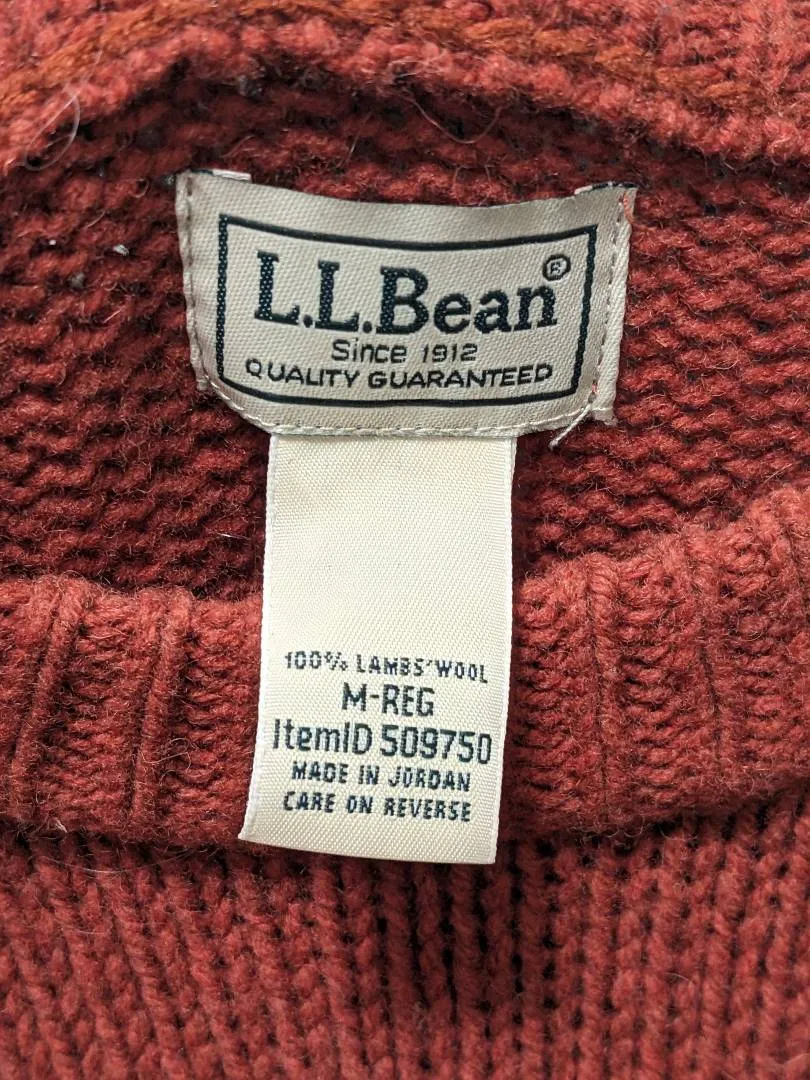 L.L.Bean®
Since 1912
QUALITY GUARANTEED
100% LAMBS'WOOL
M-REG
ItemID 509750
MADE IN JORDAN
CARE ON REVERSE